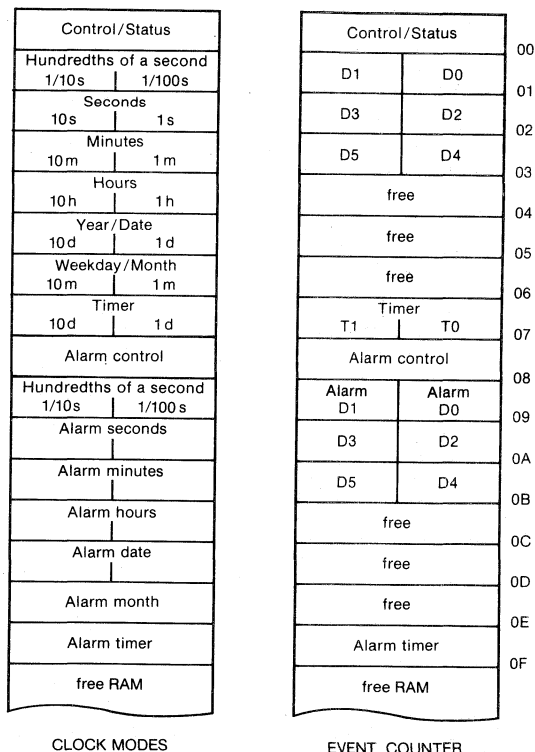 Control/Status
Hundredths of a second
1/10s 1/100s
Seconds
10s 1s
Minutes
10m 1m
Hours
10h 1h
Year/Date
10d 1d
Weekday/Month
10m 1m
Timer
10d 1d
Alarm control
Hundredths of a second
1/10s 1/100s
Alarm seconds
Alarm minutes
Alarm hours
Alarm date
Alarm month
Alarm timer
free RAM
CLOCK MODES
Control/Status
00
D1 D0
01
D3 D2
02
D5 D4
03
free
04
free
05
free
06
Timer
T1 T0
07
Alarm control
08
Alarm Alarm
D1 D0
09
D3 D2
0A
D5 D4
0B
free
0C
free
0D
free
0E
Alarm timer
0F
free RAM
EVENT COUNTER